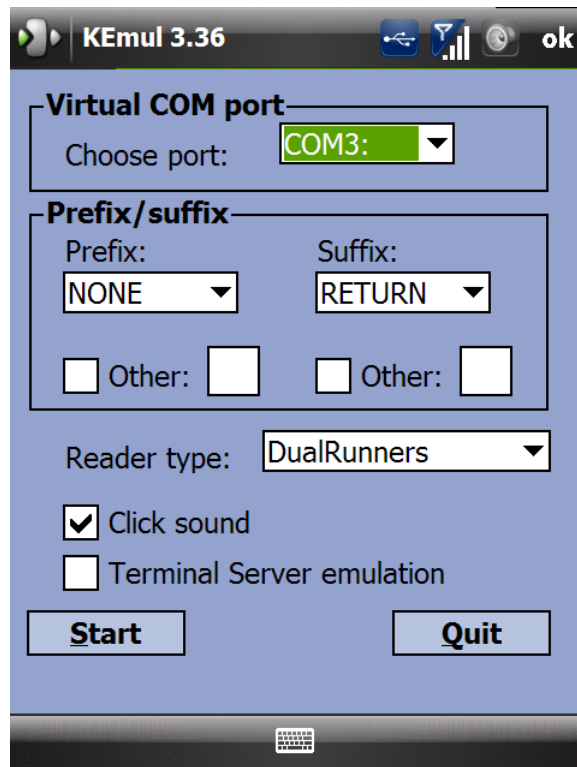 KEmul 3.36 ok
Virtual COM port
Choose port: COM3:
Prefix/suffix
Prefix: Suffix:
NONE RETURN
Other: Other:
Reader type: DualRunners
Click sound
Terminal Server emulation
Start Quit